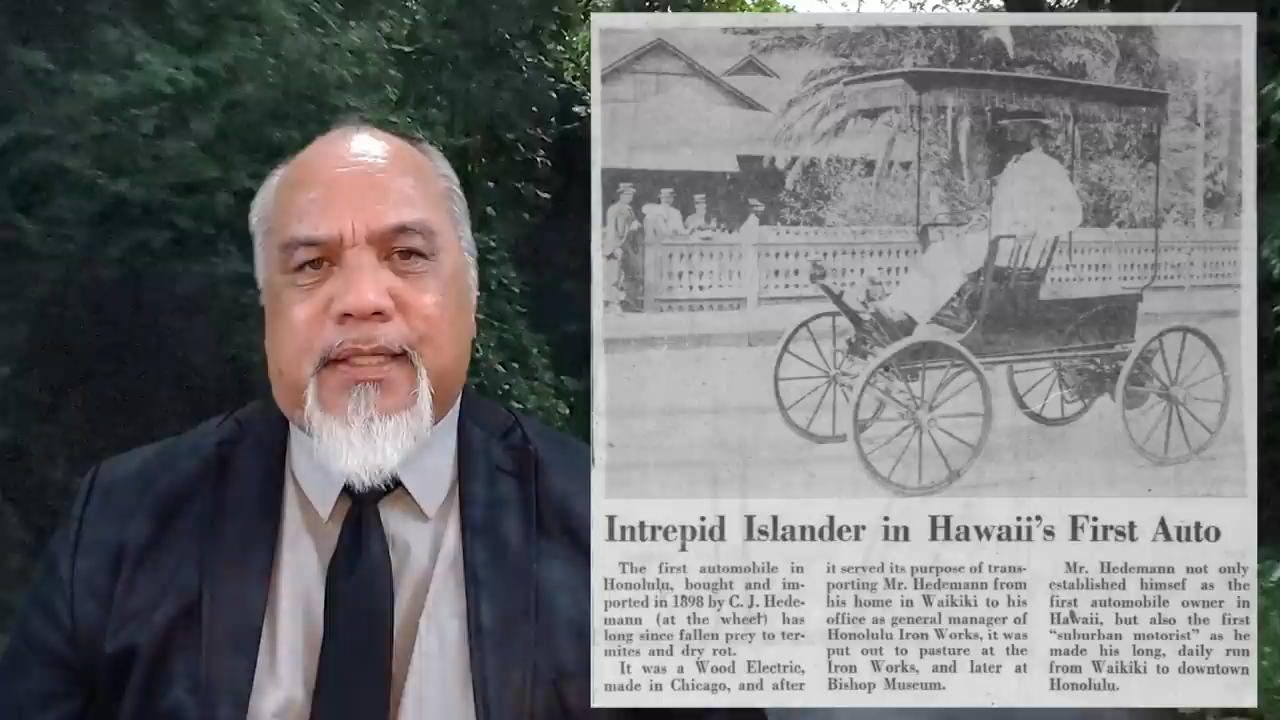 Intrepid Islander in Hawaii's First Auto
The first automobile in
Honolulu, bought and im-
ported in 1898 by C. J. Hede-
mann (at the wheel) has
long since fallen prey to ter-
mites and dry rot.
It was a Wood Electric,
made in Chicago, and after
it served its purpose of trans-
porting Mr. Hedemann from
his home in Waikiki to his
office as general manager of
Honolulu Iron Works, it was
put out to pasture at the
Iron Works, and later at
Bishop Museum.
Mr. Hedemann not only
established himsef as the
first automobile owner in
Hawaii, but also the first
"suburban motorist" as he
made his long, daily run
from Waikiki to downtown
Honolulu.